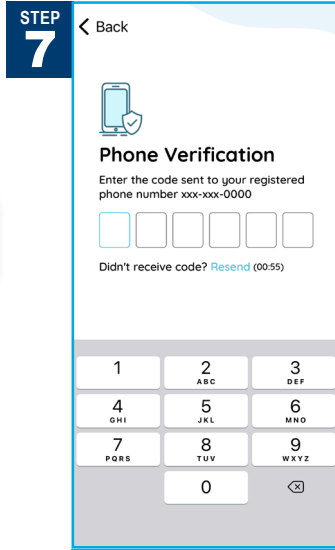 STEP
7
Back
Phone Verification
Enter the code sent to your registered
phone number xxx-xxx-0000
Didn't receive code? Resend (00:55)
1 2 3
ABC DEF
4 5 6
GHI JKL MNO
7 8 9
PQRS TUV WXYZ
0